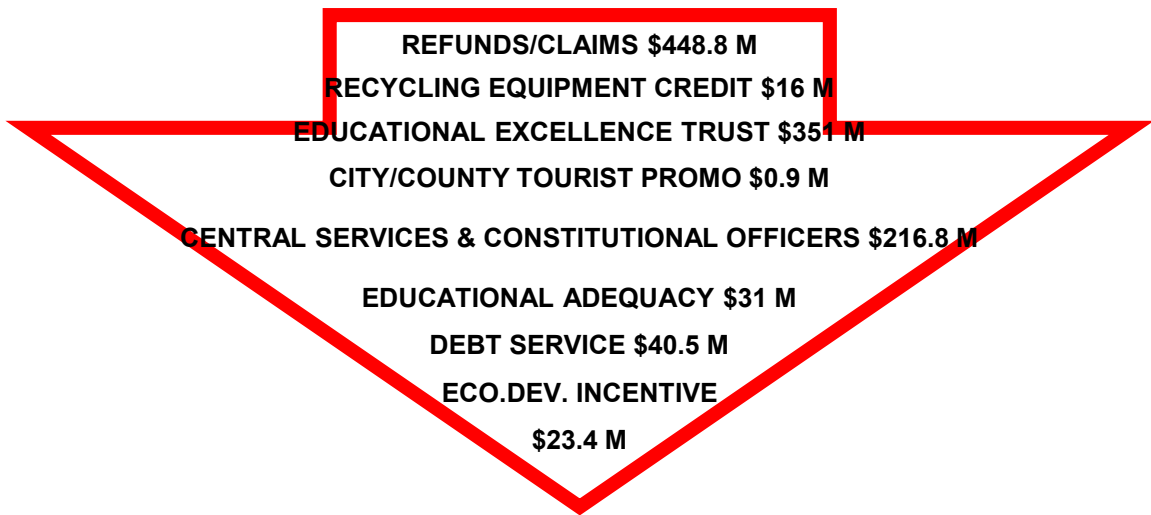 REFUNDS/CLAIMS $448.8 M
RECYCLING EQUIPMENT CREDIT $16 M
EDUCATIONAL EXCELLENCE TRUST $351 M
CITY/COUNTY TOURIST PROMO $0.9 M
CENTRAL SERVICES & CONSTITUTIONAL OFFICERS $216.8 M
EDUCATIONAL ADEQUACY $31 M
DEBT SERVICE $40.5 M
ECO.DEV. INCENTIVE
$23.4 M